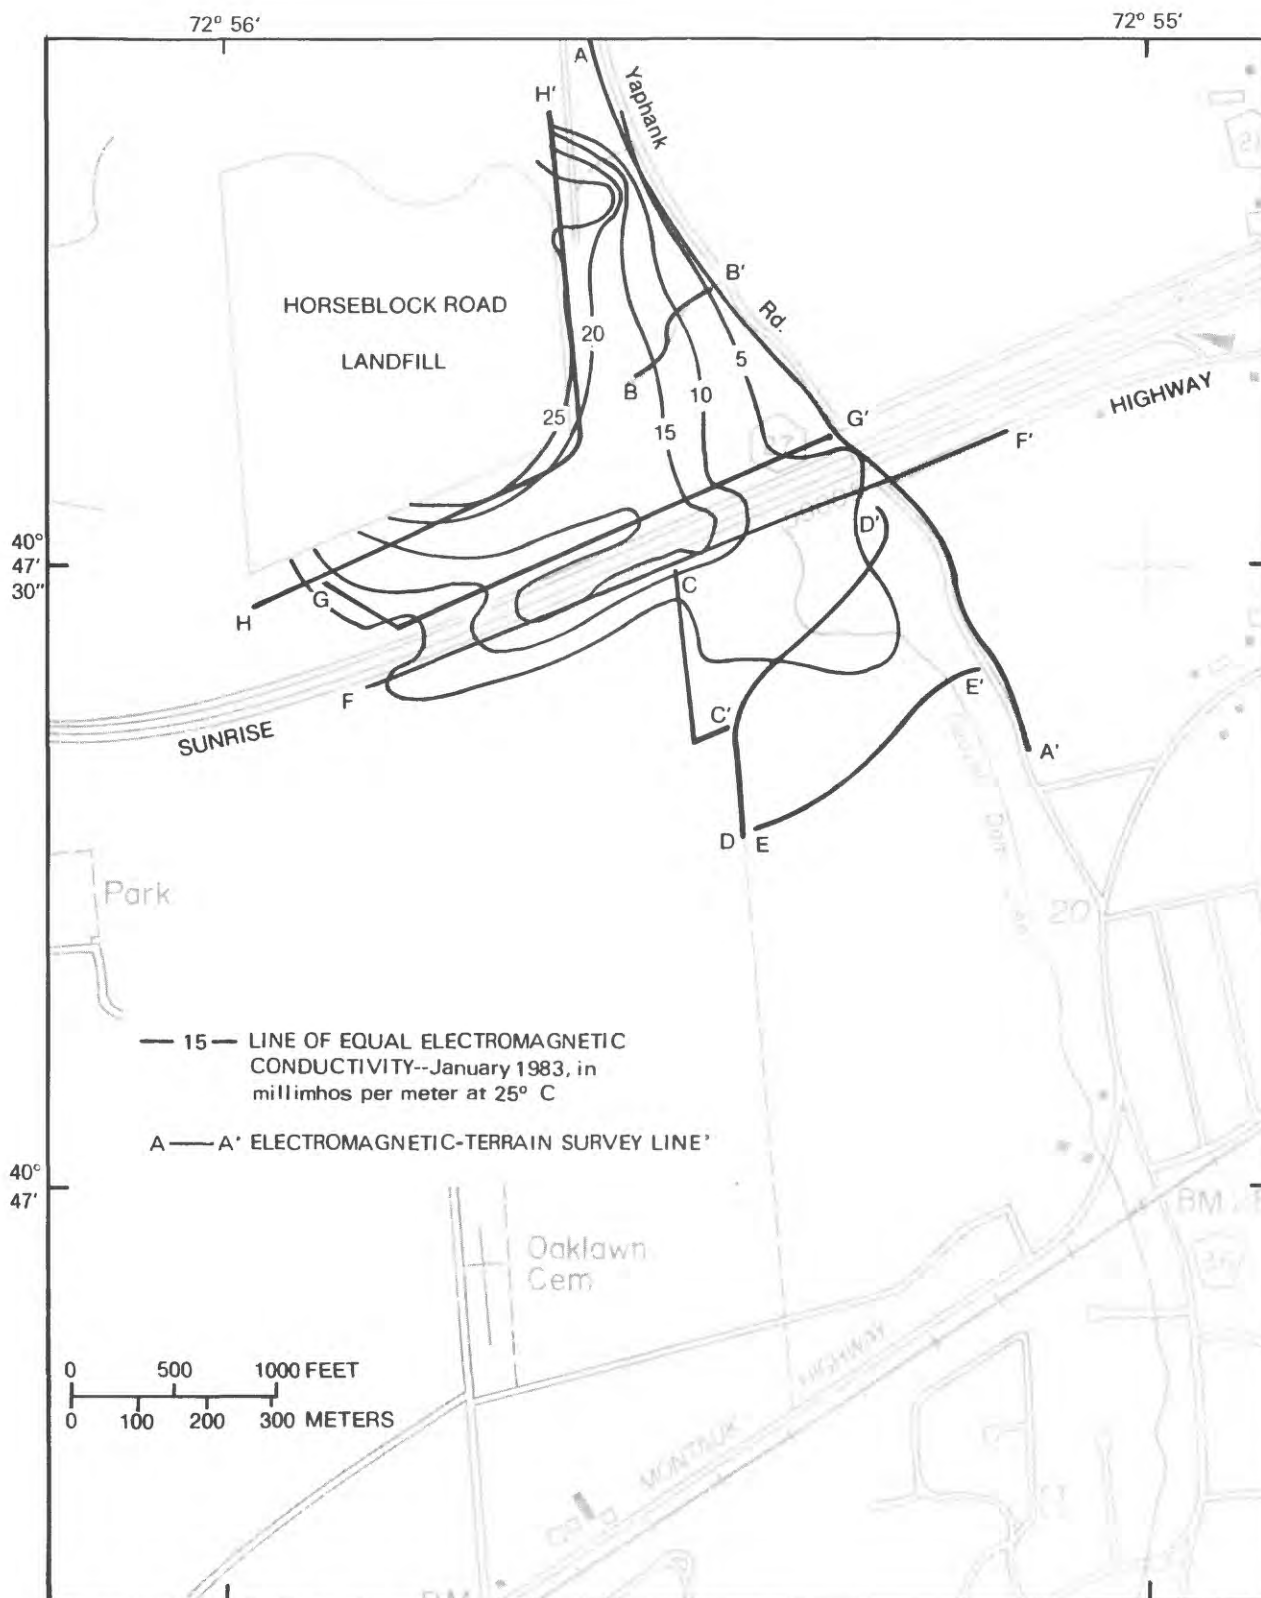 72° 56' 72° 55'
A
H'
Yaphank
B'
HORSEBLOCK ROAD
LANDFILL
Rd.
20
5
B
10
25
15
G'
HIGHWAY
F'
D'
40°
47'
30"
C
G
H
F
E'
C'
SUNRISE
A'
D E
Park
20
— 15 — LINE OF EQUAL ELECTROMAGNETIC
CONDUCTIVITY--January 1983, in
millimhos per meter at 25° C
A — A' ELECTROMAGNETIC-TERRAIN SURVEY LINE'
40°
47'
BM
Oaklawn
Cem
HIGHWAY
0 500 1000 FEET
0 100 200 300 METERS
MONTAUK
BM